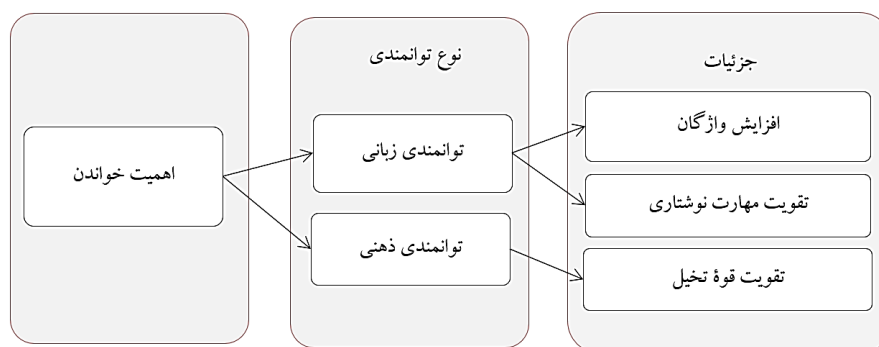 اهمیت خواندن
نوع توانمندی
توانمندی زبانی
توانمندی ذهنی
جزئیات
افزایش واژگان
تقویت مهارت نوشتاری
تقویت قوهٔ تخیل